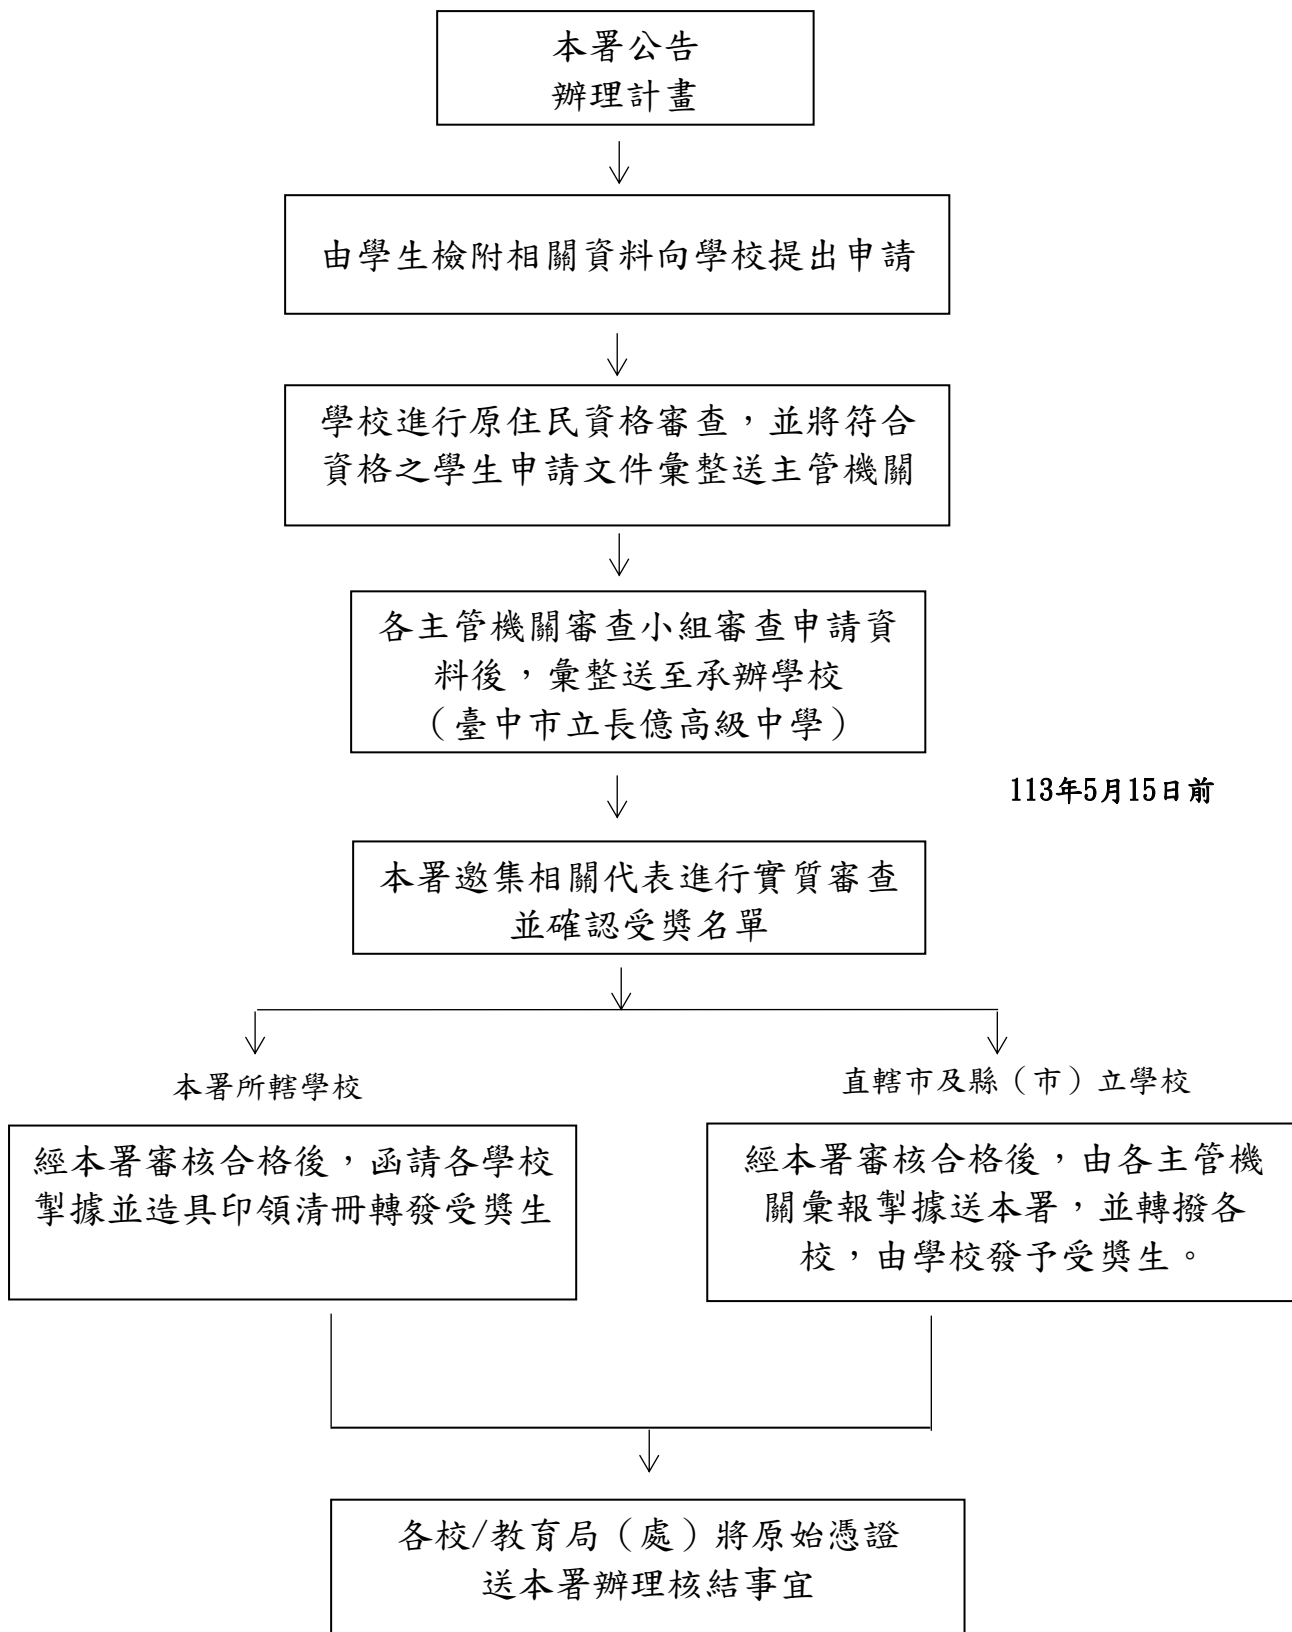 本署公告
辦理計畫
由學生檢附相關資料向學校提出申請
學校進行原住民資格審查，並將符合
資格之學生申請文件彙整送主管機關
各主管機關審查小組審查申請資
料後，彙整送至承辦學校
（臺中市立長億高級中學）
113年5月15日前
本署邀集相關代表進行實質審查
並確認受獎名單
本署所轄學校
直轄市及縣（市）立學校
經本署審核合格後，函請各學校
掣據並造具印領清冊轉發受獎生
經本署審核合格後，由各主管機
關彙報掣據送本署，並轉撥各
校，由學校發予受獎生。
各校/教育局（處）將原始憑證
送本署辦理核結事宜